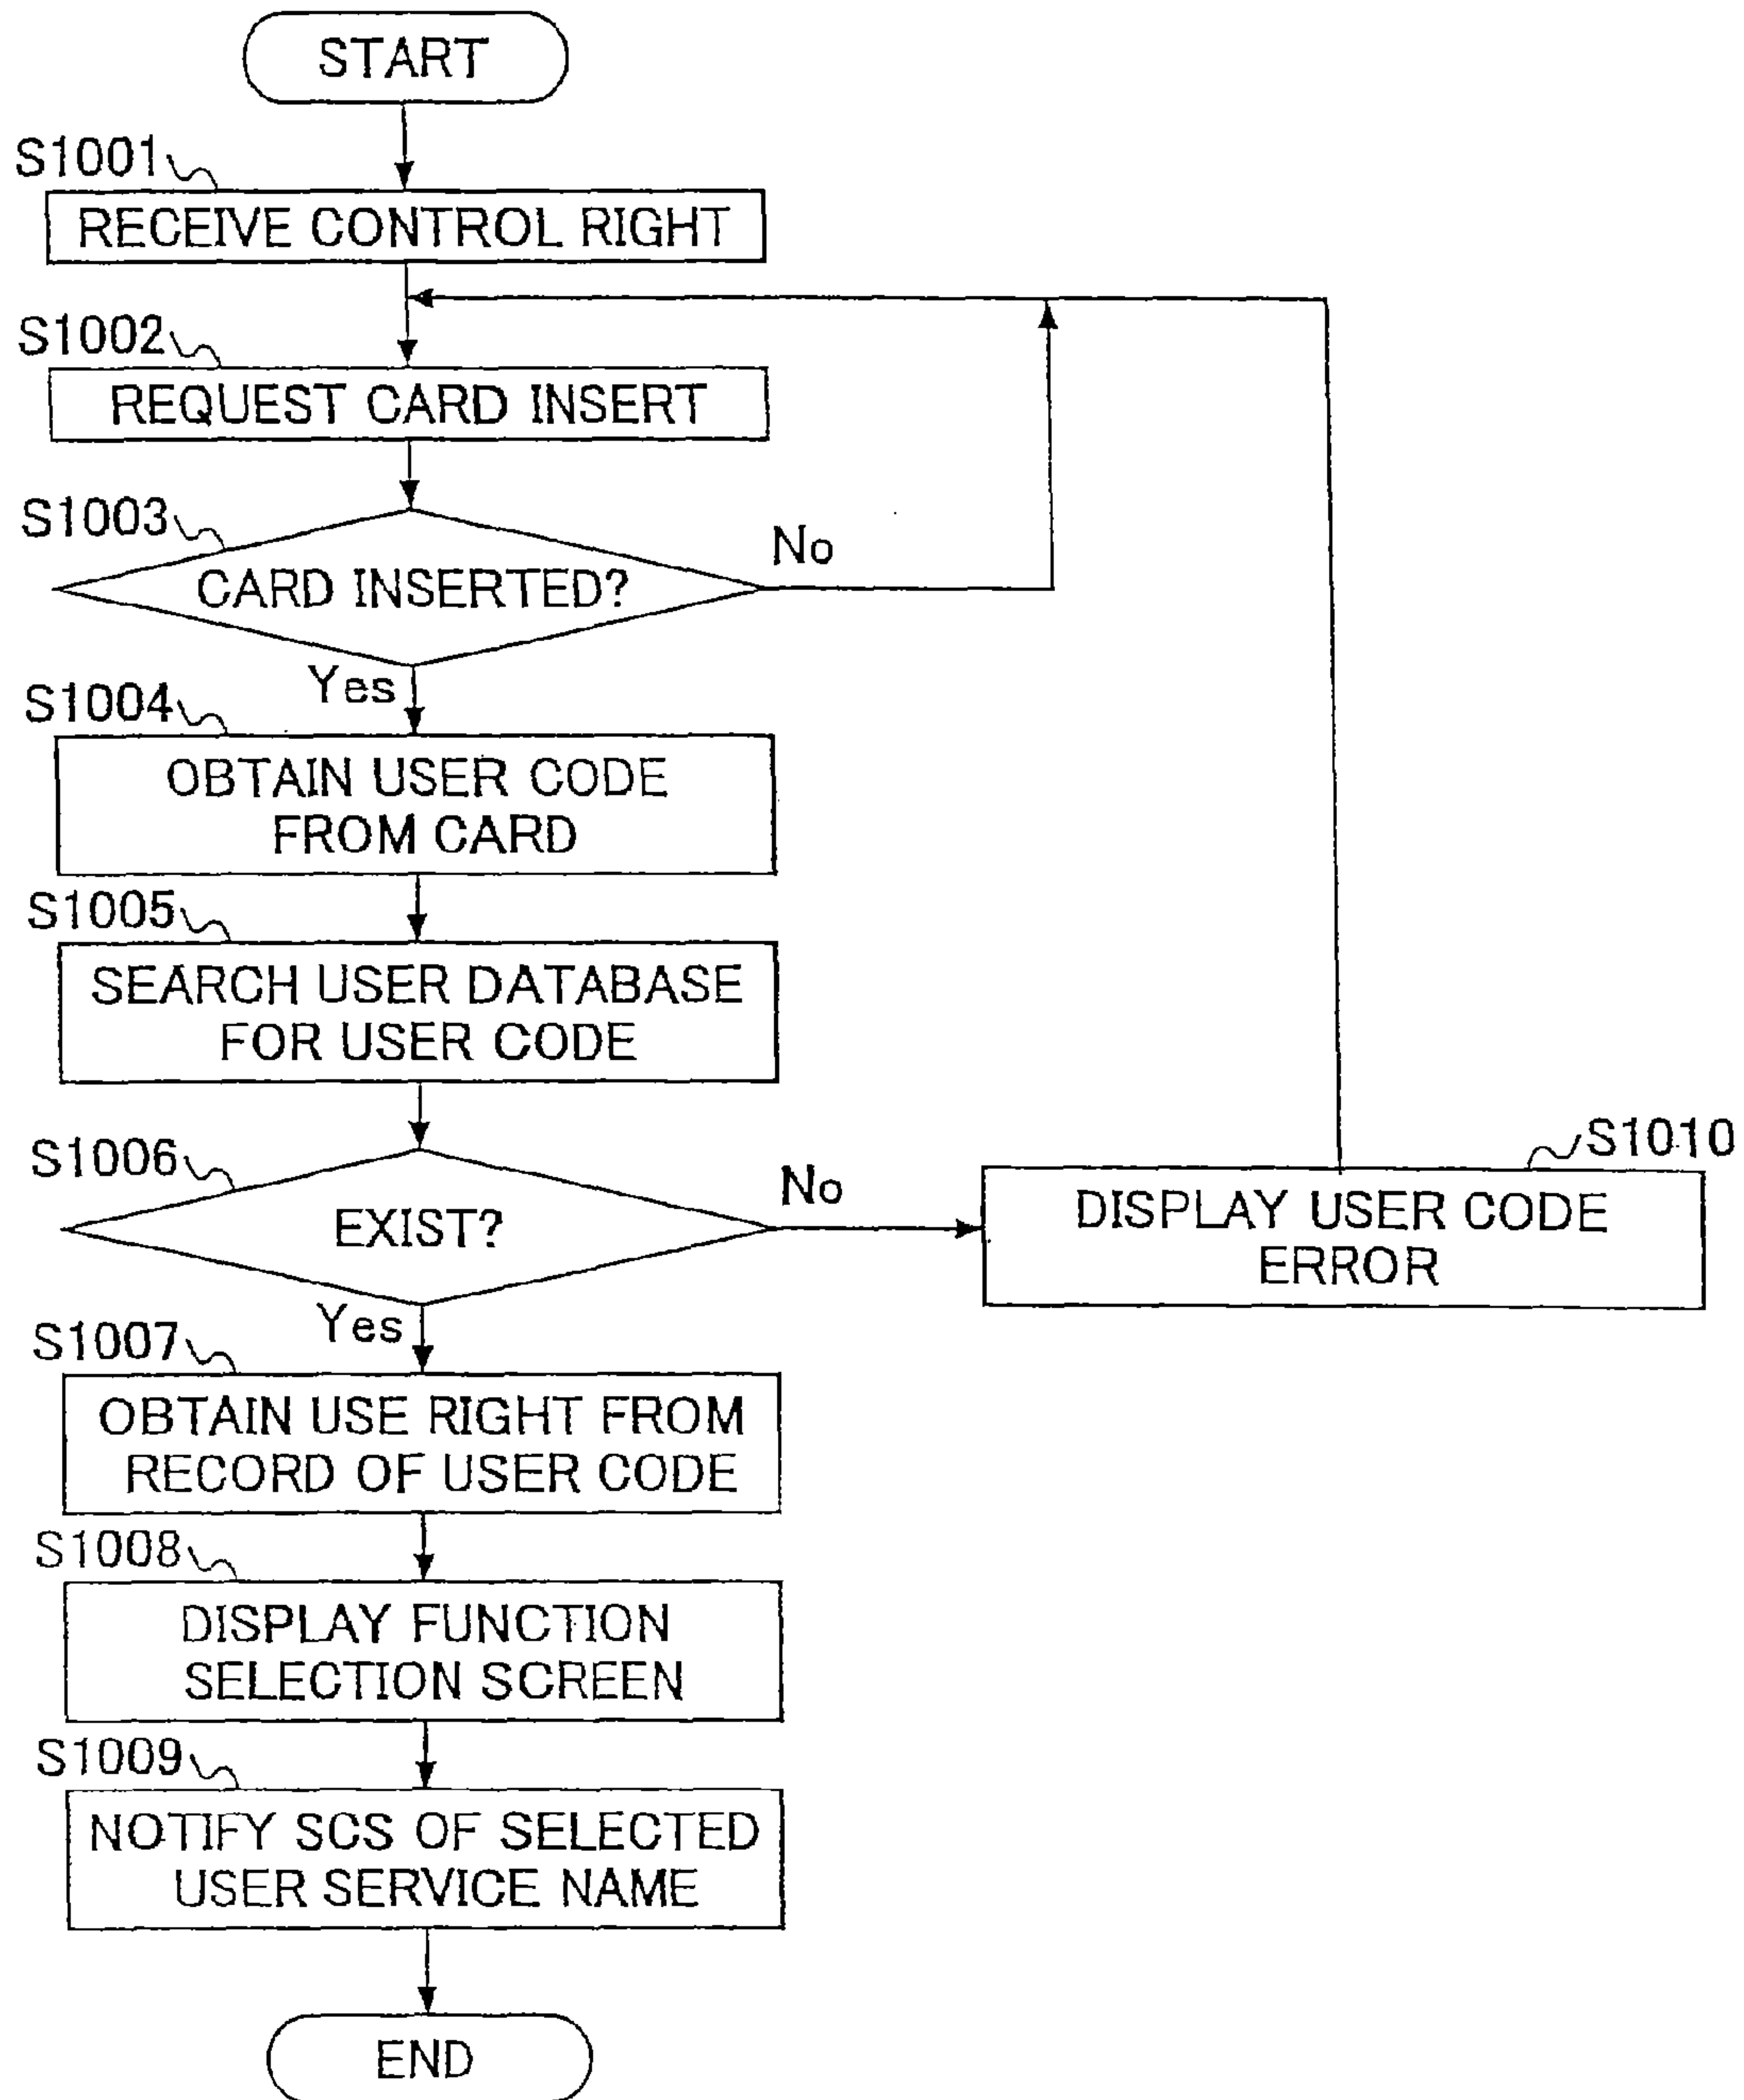 START
S1001
RECEIVE CONTROL RIGHT
S1002
REQUEST CARD INSERT
S1003
CARD INSERTED?
No
Yes
S1004
OBTAIN USER CODE
FROM CARD
S1005
SEARCH USER DATABASE
FOR USER CODE
S1006
EXIST?
No
S1010
DISPLAY USER CODE
ERROR
Yes
S1007
OBTAIN USE RIGHT FROM
RECORD OF USER CODE
S1008
DISPLAY FUNCTION
SELECTION SCREEN
S1009
NOTIFY SCS OF SELECTED
USER SERVICE NAME
END